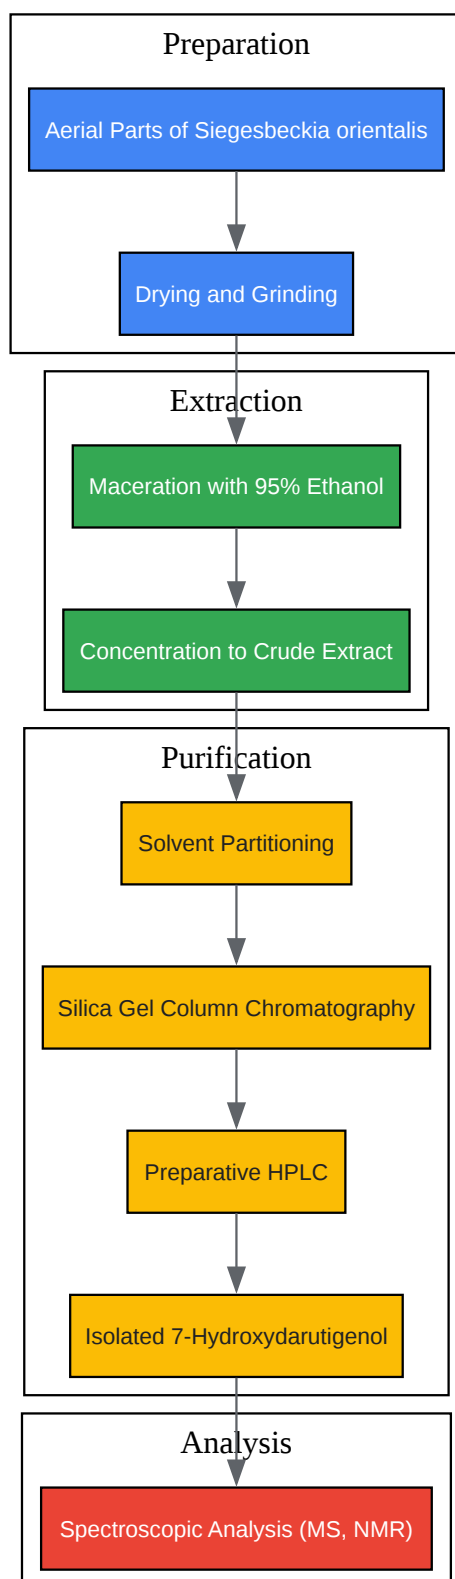 Preparation
Aerial Parts of Siegesbeckia orientalis
Drying and Grinding
Extraction
Maceration with 95% Ethanol
Concentration to Crude Extract
Purification
Solvent Partitioning
Silica Gel Column Chromatography
Preparative HPLC
Isolated 7-Hydroxydarutigenol
Analysis
Spectroscopic Analysis (MS, NMR)